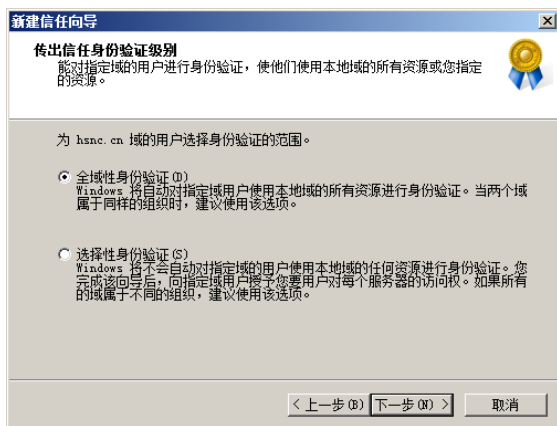 新建信任向导
传出信任身份验证级别
能对指定域的用户进行身份验证，使他们使用本地域的所有资源或您指定
的资源。
为 hsnc.cn 域的用户选择身份验证的范围。
全域性身份验证(D)
Windows 将自动对指定域用户使用本地域的所有资源进行身份验证。当两个域
属于同样的组织时，建议使用该选项。
选择性身份验证(S)
Windows 将不会自动对指定域的用户使用本地域的任何资源进行身份验证。您
完成该向导后，向指定域用户授予您要用户对每个服务器的访问权。如果所有
的域属于不同的组织，建议使用该选项。
< 上一步(B) 下一步(N) > 取消